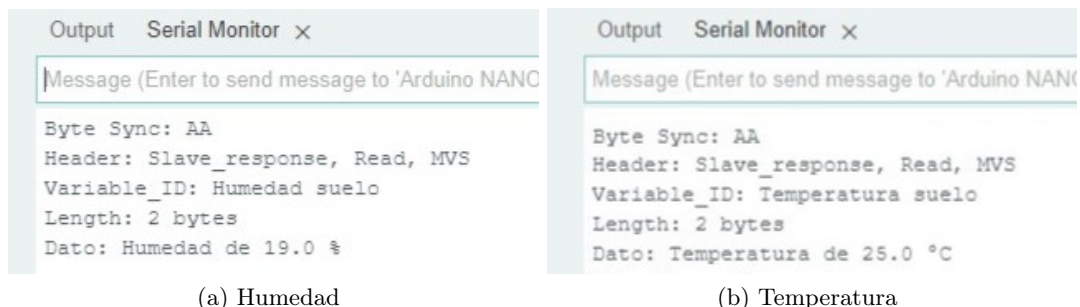 Output Serial Monitor ×
Message (Enter to send message to 'Arduino NANO
Byte Sync: AA
Header: Slave_response, Read, MVS
Variable_ID: Humedad suelo
Length: 2 bytes
Dato: Humedad de 19.0 %
(a) Humedad
Output Serial Monitor ×
Message (Enter to send message to 'Arduino NAN
Byte Sync: AA
Header: Slave_response, Read, MVS
Variable_ID: Temperatura suelo
Length: 2 bytes
Dato: Temperatura de 25.0 °C
(b) Temperatura